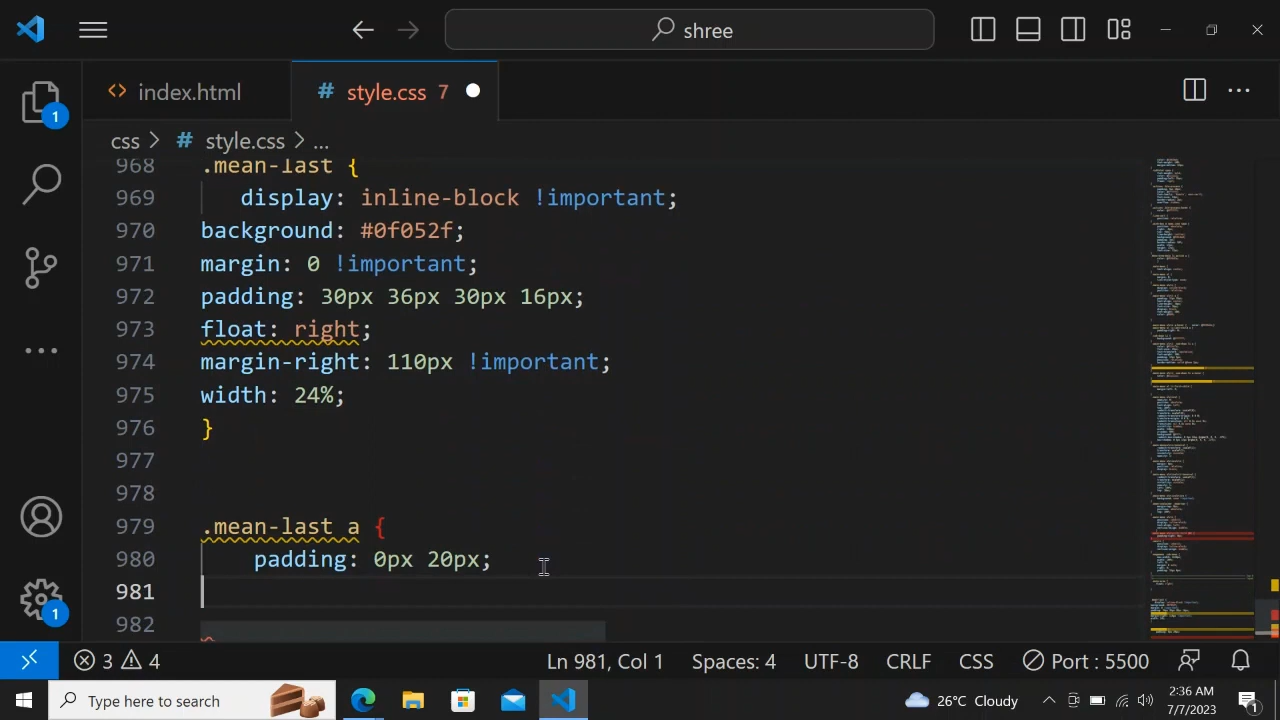 shree
1
index.html
# style.css 7
css > # style.css > ...
968 .mean-last {
969 display: inline-block !important;
970 background: #0f052f;
971 margin: 0 !important;
972 padding: 30px 36px 30px 16px;
973 float: right;
974 margin-right: 110px !important;
975 width: 24%;
976 }
977
978
979 .mean-last a {
980 padding: 0px 20px;
981
982
1
3 4 Ln 981, Col 1 Spaces: 4 UTF-8 CRLF CSS Port : 5500
Type here to search
26°C Cloudy
2:36 AM
7/7/2023
1